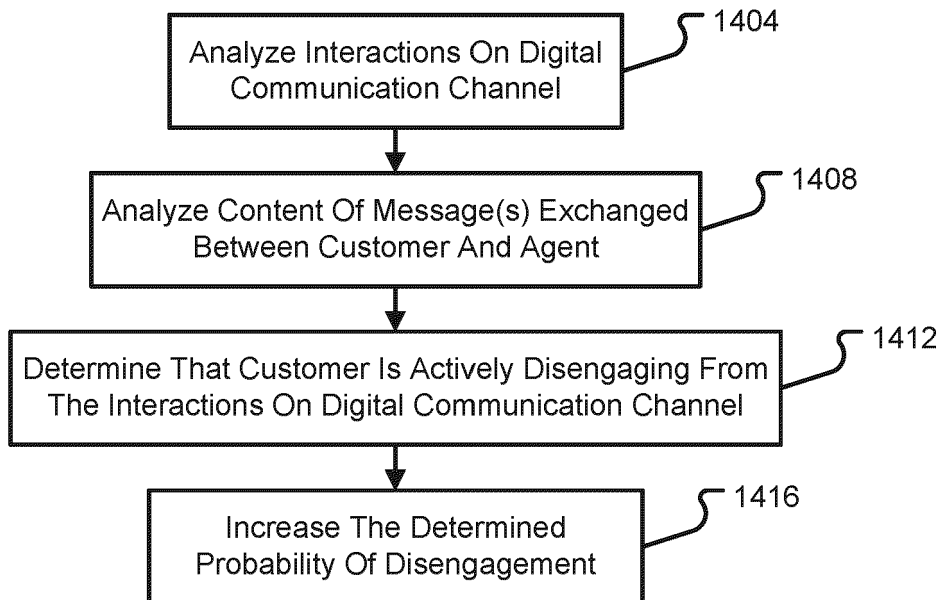 1404
Analyze Interactions On Digital
Communication Channel
1408
Analyze Content Of Message(s) Exchanged
Between Customer And Agent
1412
Determine That Customer Is Actively Disengaging From
The Interactions On Digital Communication Channel
1416
Increase The Determined
Probability Of Disengagement